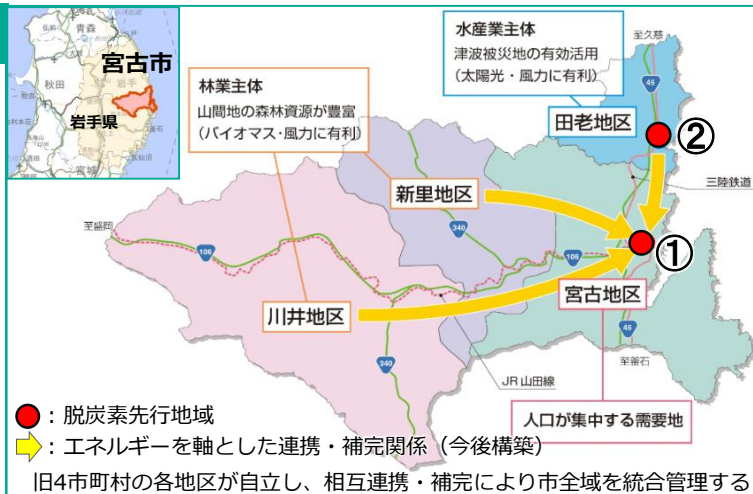 青森
秋田
岩手
宮古市
岩手県
宮城
水産業主体
津波被災地の有効活用
(太陽光・風力に有利)
田老地区
至久慈
45
②
三陸鉄道
林業主体
山間地の森林資源が豊富
(バイオマス・風力に有利)
新里地区
340
至盛岡
106
106
①
宮古地区
川井地区
45
至釜石
340
JR山田線
人口が集中する需要地
:脱炭素先行地域
:エネルギーを軸とした連携・補完関係(今後構築)
旧4市町村の各地区が自立し、相互連携・補完により市全域を統合管理する